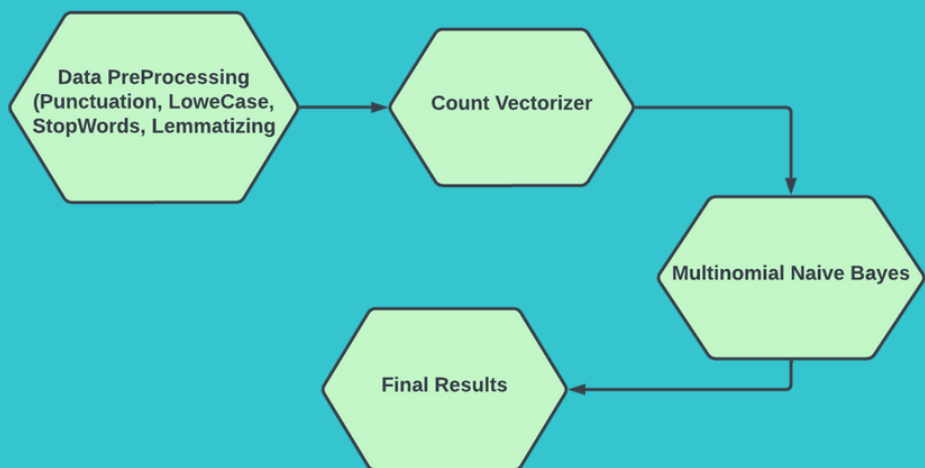 Data PreProcessing
(Punctuation, LoweCase,
StopWords, Lemmatizing
Count Vectorizer
Multinomial Naive Bayes
Final Results